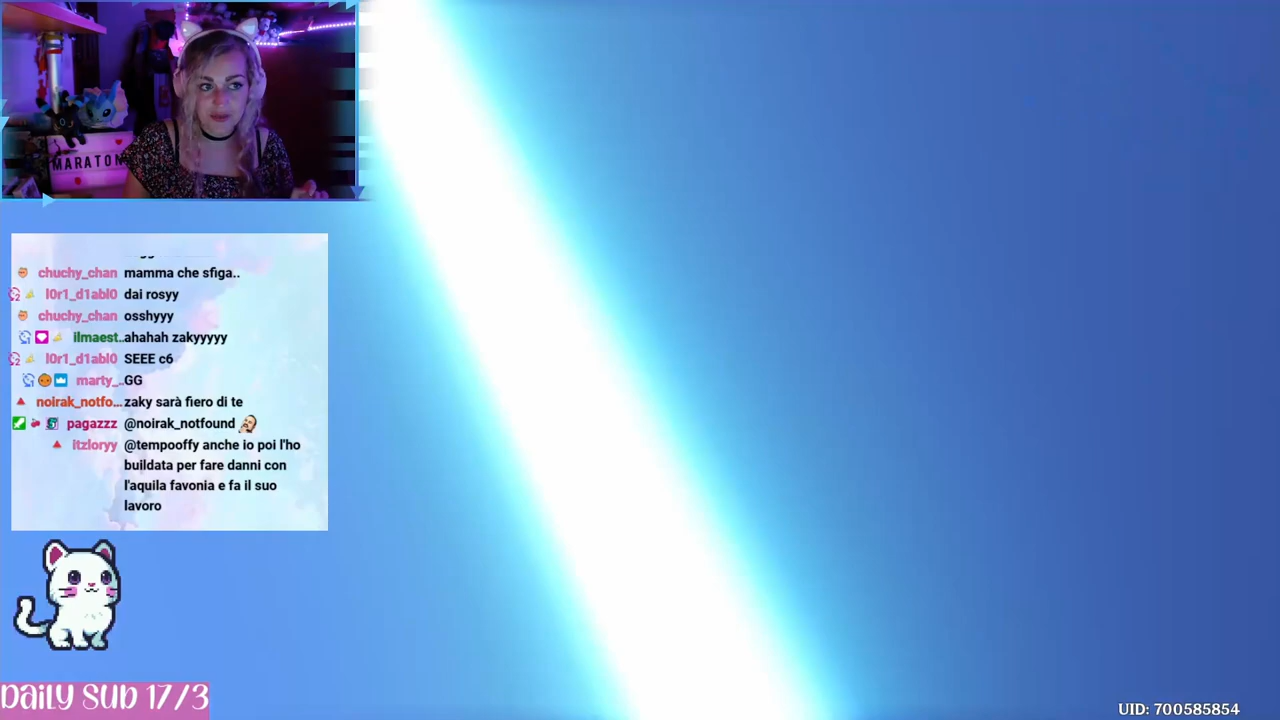 MARATON
chuchy_chan mamma che sfiga..
l0r1_d1abl0 dai rosyy
chuchy_chan osshyyy
ilmaest.. ahahah zakyyyyy
l0r1_d1abl0 SEEE c6
marty_.. GG
noirak_notfo... zaky sarà fiero di te
pagazzz @noirak_notfound
itzloryy @tempooffy anche io poi l'ho
buildata per fare danni con
l'aquila favonia e fa il suo
lavoro
Daily Sub 17/3
UID: 700585854